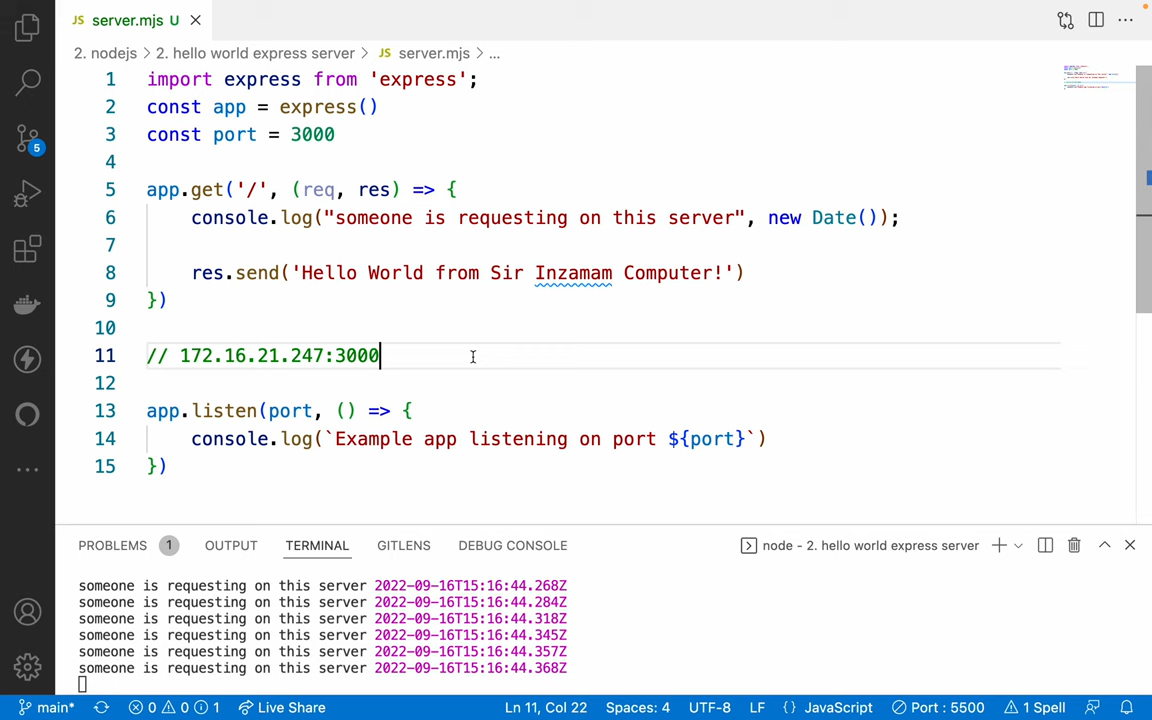 JS server.mjs U
2. nodejs > 2. hello world express server > JS server.mjs > ...
1 import express from 'express';
2 const app = express()
3 const port = 3000
4
5 app.get('/', (req, res) => {
6 console.log("someone is requesting on this server", new Date());
7
8 res.send('Hello World from Sir Inzamam Computer!')
9 })
10
11 // 172.16.21.247:3000
12
13 app.listen(port, () => {
14 console.log(`Example app listening on port ${port}`)
15 })
5
PROBLEMS 1 OUTPUT TERMINAL GITLENS DEBUG CONSOLE node - 2. hello world express server
someone is requesting on this server 2022-09-16T15:16:44.268Z
someone is requesting on this server 2022-09-16T15:16:44.284Z
someone is requesting on this server 2022-09-16T15:16:44.318Z
someone is requesting on this server 2022-09-16T15:16:44.345Z
someone is requesting on this server 2022-09-16T15:16:44.357Z
someone is requesting on this server 2022-09-16T15:16:44.368Z
main* 0 0 1 Live Share Ln 11, Col 22 Spaces: 4 UTF-8 LF {} JavaScript Port : 5500 1 Spell